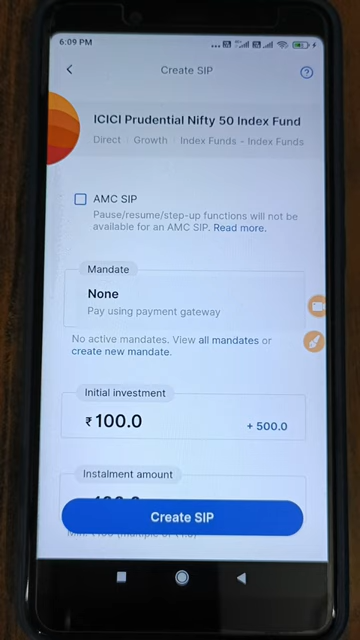 6:09 PM
Create SIP
ICICI Prudential Nifty 50 Index Fund
Direct Growth Index Funds - Index Funds
AMC SIP
Pause/resume/step-up functions will not be
available for an AMC SIP. Read more.
Mandate
None
Pay using payment gateway
No active mandates. View all mandates or
create new mandate.
Initial investment
₹ 100.0
+ 500.0
Instalment amount
Create SIP